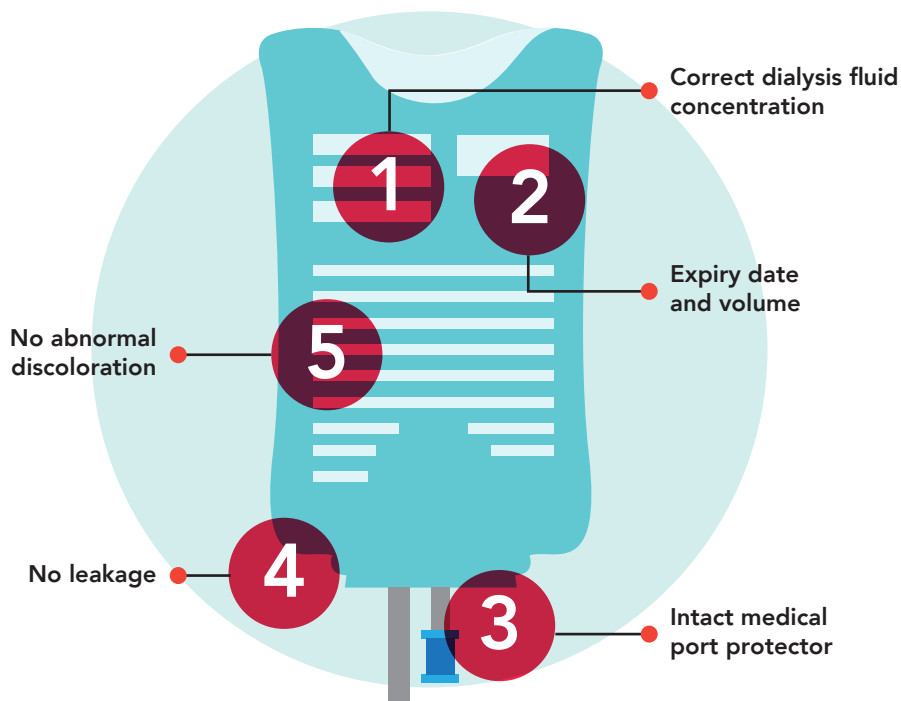 1
Correct dialysis fluid
concentration
2
Expiry date
and volume
3
Intact medical
port protector
4
No leakage
5
No abnormal
discoloration